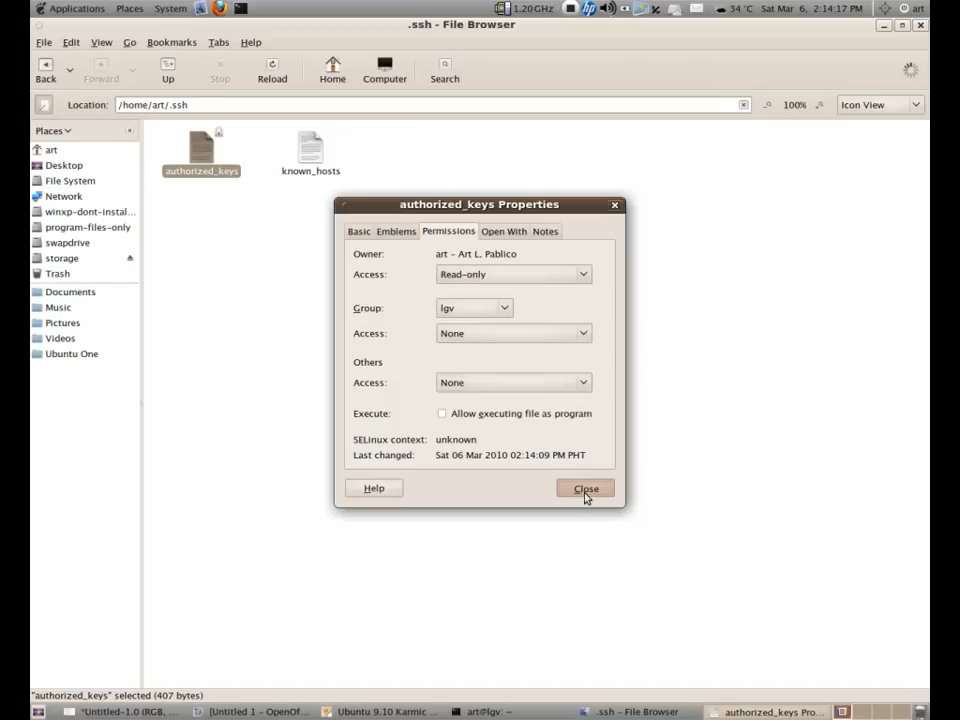 Applications Places System 1.20GHz 34 °C Sat Mar 6, 2:14:17 PM art
.ssh - File Browser
File Edit View Go Bookmarks Tabs Help
Back Forward Up Stop Reload Home Computer Search
Location: /home/art/.ssh 100% Icon View
Places
art
Desktop
File System
Network
winxp-dont-instal...
program-files-only
swapdrive
storage
Trash
Documents
Music
Pictures
Videos
Ubuntu One
authorized_keys known_hosts
authorized_keys Properties
Basic Emblems Permissions Open With Notes
Owner: art - Art L. Pablico
Access: Read-only
Group: lgv
Access: None
Others
Access: None
Execute: Allow executing file as program
SELinux context: unknown
Last changed: Sat 06 Mar 2010 02:14:09 PM PHT
Help Close
"authorized_keys" selected (407 bytes)
*Untitled-1.0 (RGB, ... [Untitled 1 - OpenOf... Ubuntu 9.10 Karmic ... art@lgv: ~ .ssh - File Browser authorized_keys Pro...